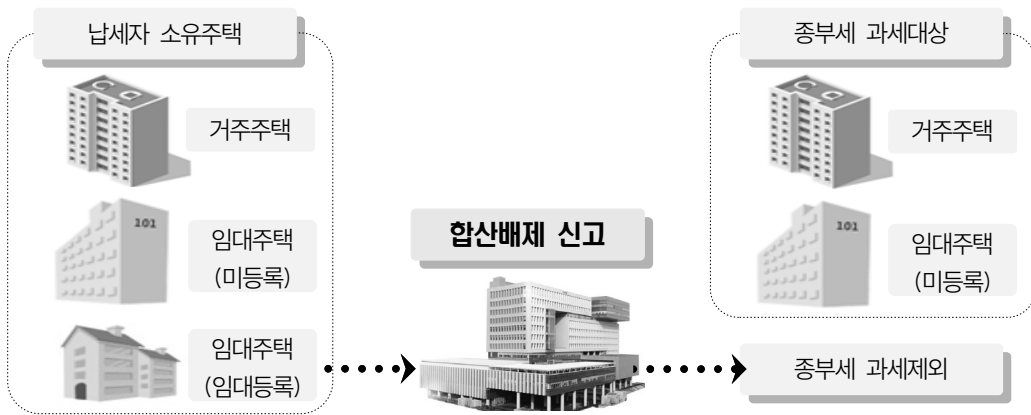 납세자 소유주택
거주주택
101
임대주택
(미등록)
임대주택
(임대등록)
합산배제 신고
종부세 과세대상
거주주택
101
임대주택
(미등록)
종부세 과세제외